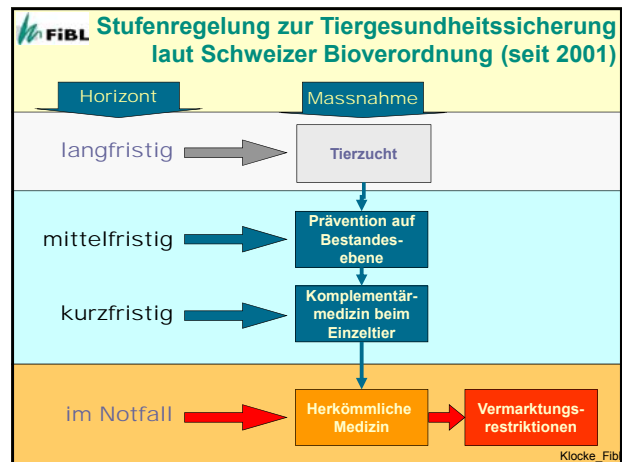 FiBL
Stufenregelung zur Tiergesundheitssicherung
laut Schweizer Bioverordnung (seit 2001)
Horizont
Massnahme
langfristig
Tierzucht
mittelfristig
Prävention auf
Bestandes-
ebene
kurzfristig
Komplementär-
medizin beim
Einzeltier
im Notfall
Herkömmliche
Medizin
Vermarktungs-
restriktionen
Klocke_Fibl